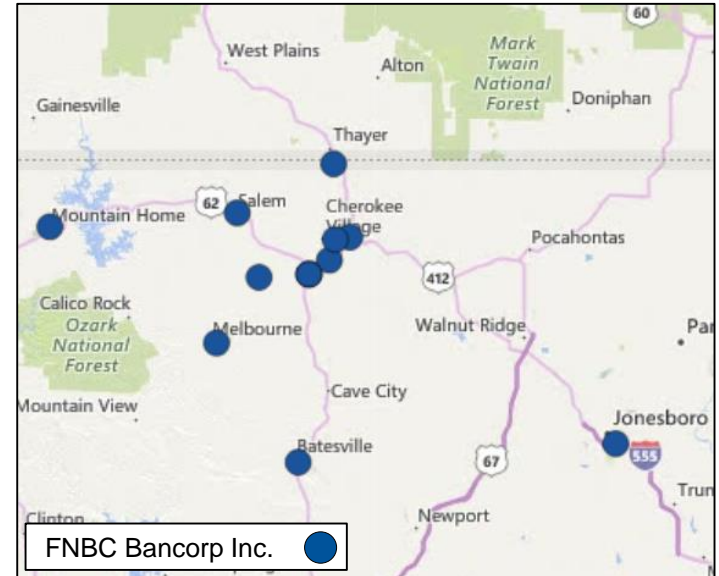 60
West Plains
Mark
Twain
National
Forest
Alton
Gainesville
Doniphan
Thayer
62
Salem
Cherokee
Village
Mountain Home
Pocahontas
412
Calico Rock
Ozark
National
Forest
Melbourne
Walnut Ridge
Par
Cave City
Mountain View
Jonesboro
Batesville
67
555
Trun
Newport
Clinton
FNBC Bancorp Inc.